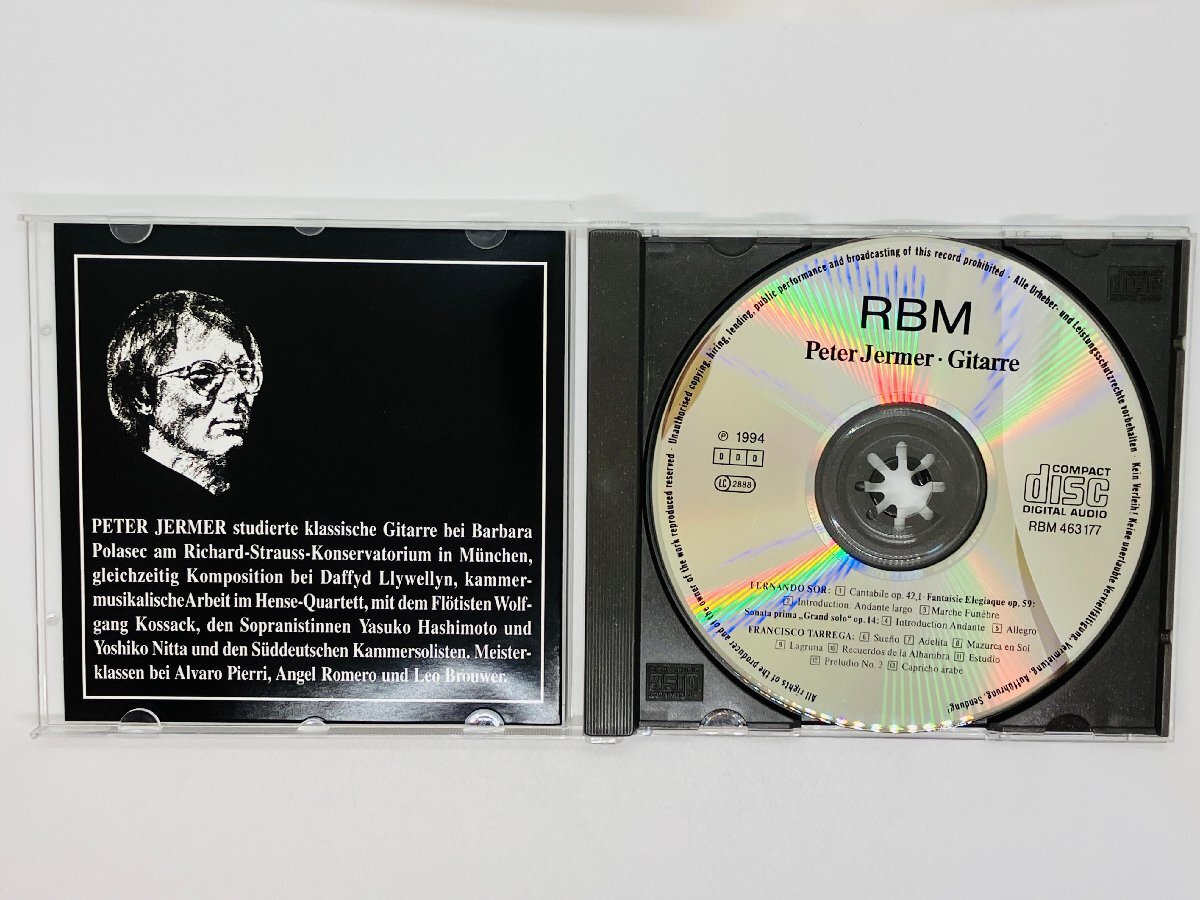 PETER JERMER studierte klassische Gitarre bei Barbara
Polasec am Richard-Strauss-Konservatorium in München,
gleichzeitig Komposition bei Daffyd Llywellyn, kammer-
musikalische Arbeit im Hense-Quartett, mit dem Flötisten Wolf-
gang Kossack, den Sopranistinnen Yasuko Hashimoto und
Yoshiko Nitta und den Süddeutschen Kammersolisten. Meister-
klassen bei Alvaro Pierri, Angel Romero und Leo Brouwer.
All rights of the producer and of the owner of the work reproduced reserved · Unauthorised copying, hiring, lending, public performance and broadcasting of this record prohibited · Alle Urheber- und Leistungsschutzrechte vorbehalten · Kein Verleih! Keine unerlaubte Vervielfältigung, Vermietung, Aufführung, Sendung!
RBM
Peter Jermer · Gitarre
℗ 1994
D D D
LC 2888
COMPACT
disc
DIGITAL AUDIO
RBM 463 177
FERNANDO SOR: 1 Cantabile op. 42,1 Fantaisie Elegiaque op. 59:
2 Introduction: Andante largo 3 Marche Funèbre
Sonata prima „Grand solo“ op. 14: 4 Introduction Andante 5 Allegro
FRANCISCO TARREGA: 6 Sueño 7 Adelita 8 Mazurca en Sol
9 Lagrima 10 Recuerdos de la Alhambra 11 Estudio
12 Preludio No. 2 13 Capricho árabe
COMPACT
disc
disc